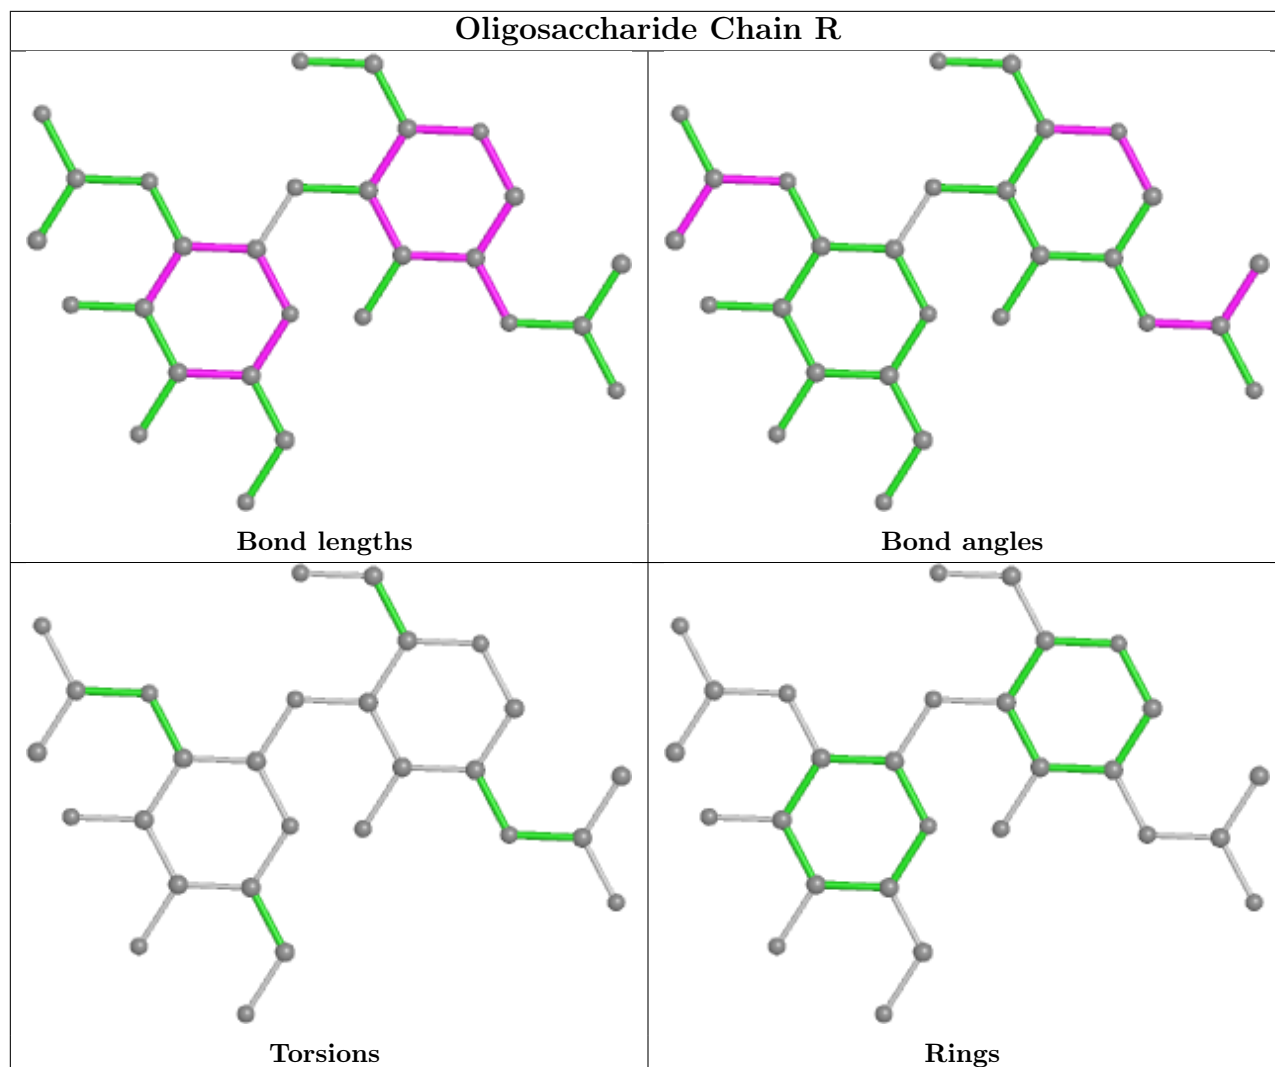 Oligosaccharide Chain R
Bond lengths
Bond angles
Torsions
Rings